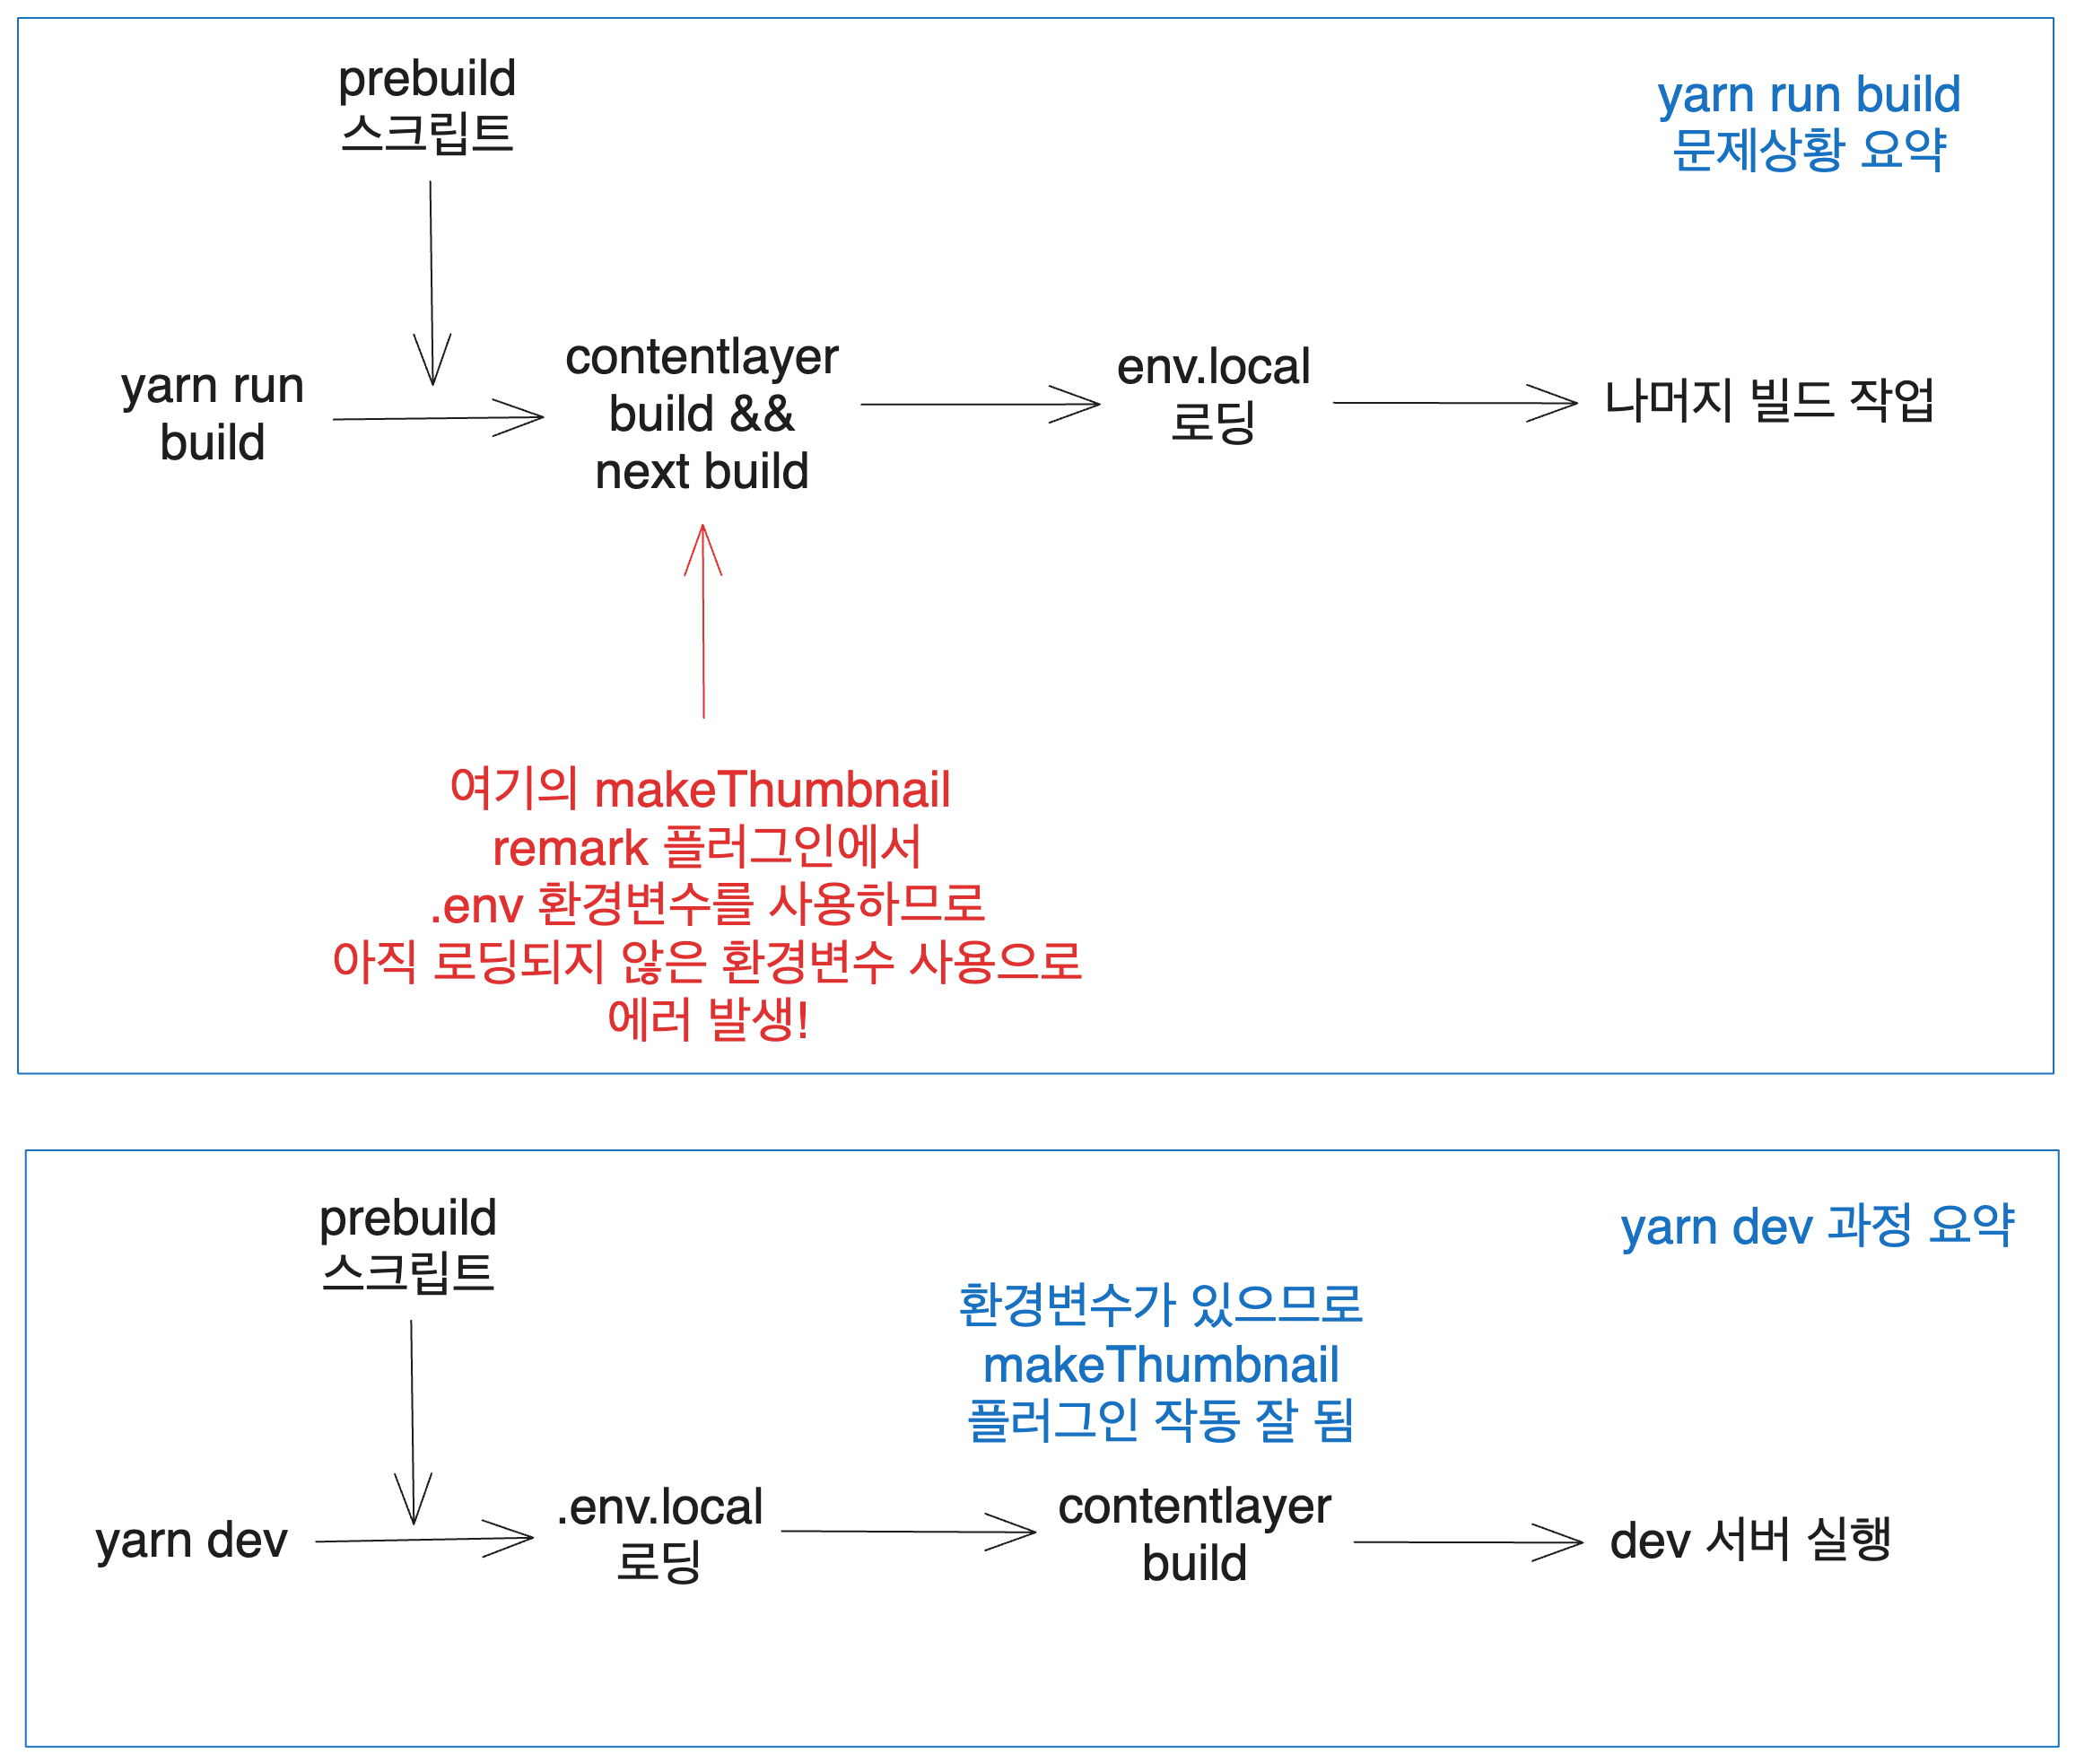 prebuild
스크립트
yarn run build
문제상황 요약
yarn run
build
contentlayer
build &&
next build
env.local
로딩
나머지 빌드 작업
여기의 makeThumbnail
remark 플러그인에서
.env 환경변수를 사용하므로
아직 로딩되지 않은 환경변수 사용으로
에러 발생!
prebuild
스크립트
yarn dev 과정 요약
환경변수가 있으므로
makeThumbnail
플러그인 작동 잘 됨
yarn dev
.env.local
로딩
contentlayer
build
dev 서버 실행